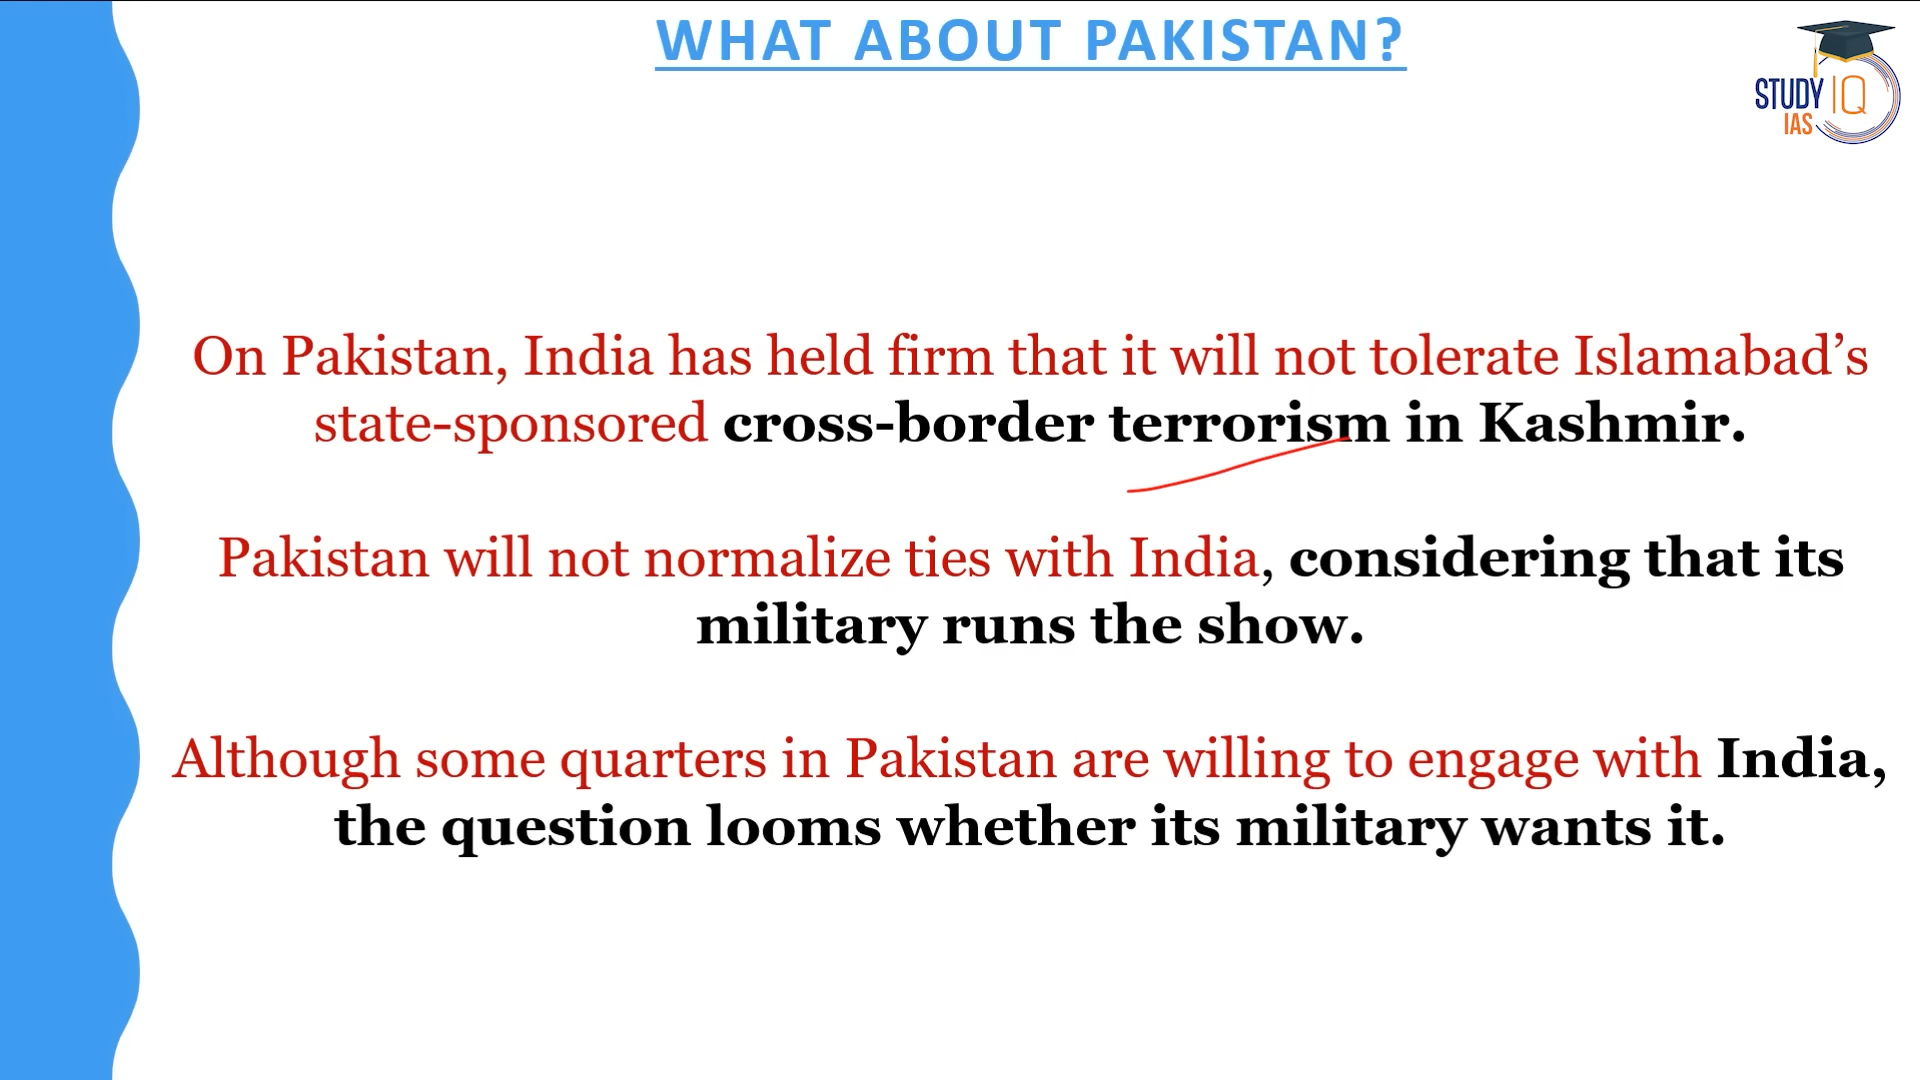 WHAT ABOUT PAKISTAN?
STUDY IQ
IAS
On Pakistan, India has held firm that it will not tolerate Islamabad’s
state-sponsored cross-border terrorism in Kashmir.
Pakistan will not normalize ties with India, considering that its
military runs the show.
Although some quarters in Pakistan are willing to engage with India,
the question looms whether its military wants it.